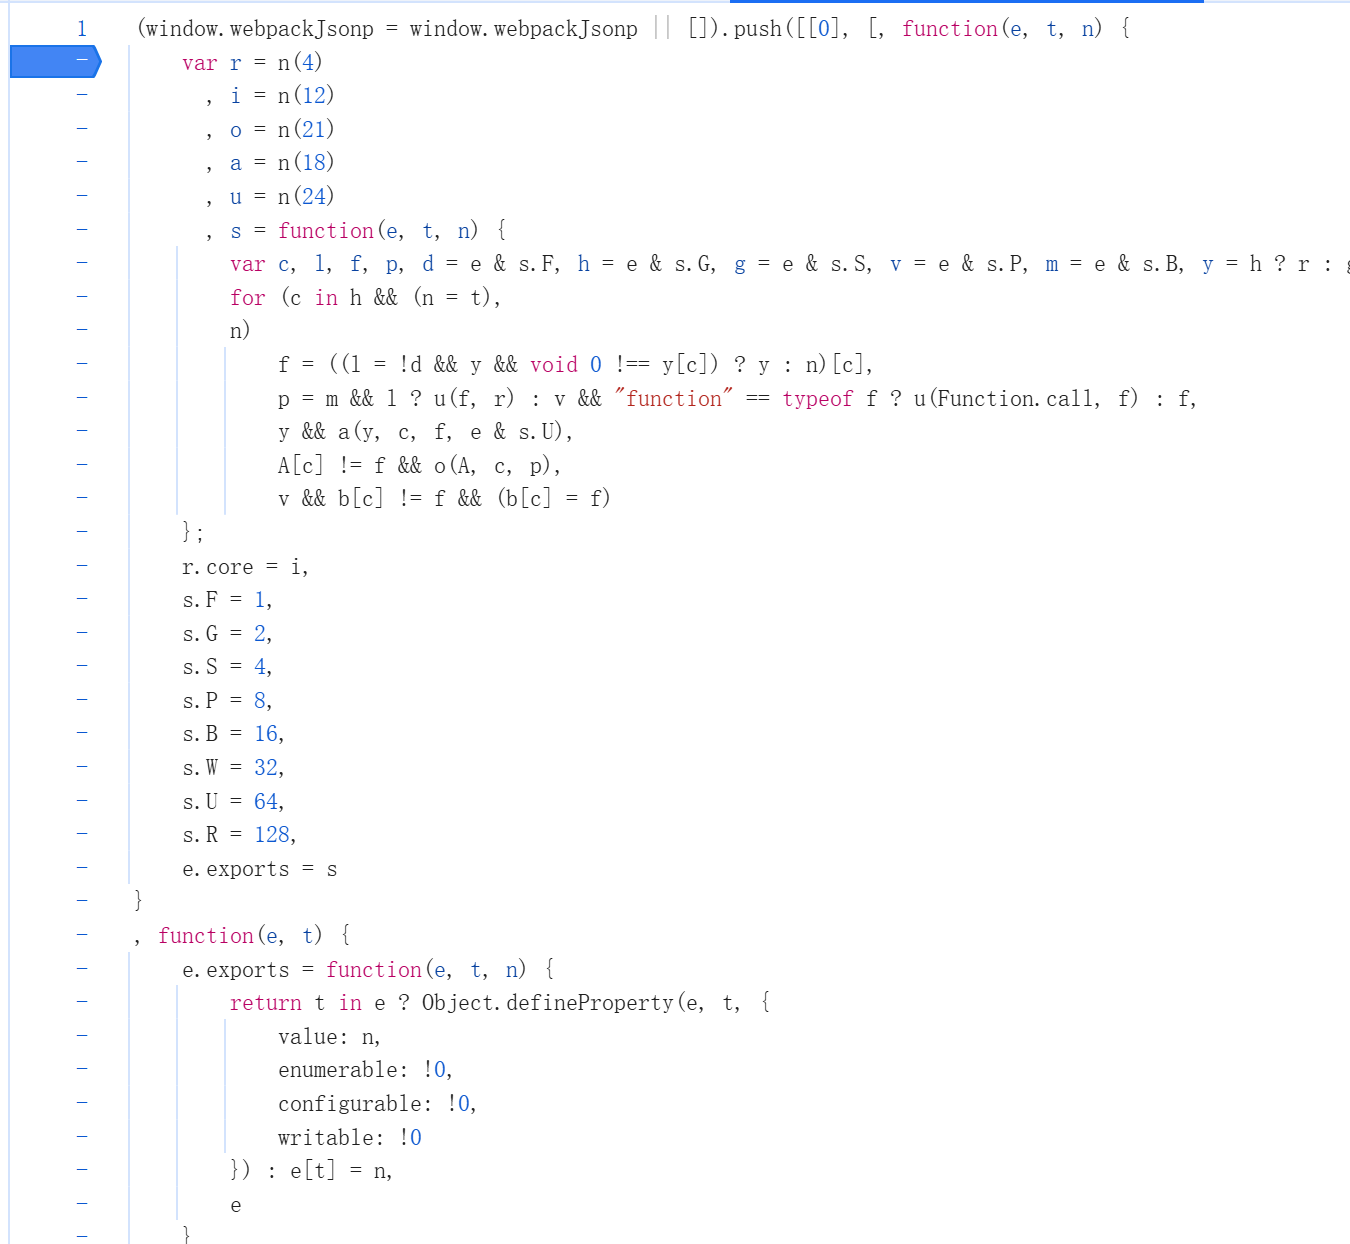 1 (window.webpackJsonp = window.webpackJsonp || []).push([[0], [, function(e, t, n) {
- var r = n(4)
- , i = n(12)
- , o = n(21)
- , a = n(18)
- , u = n(24)
- , s = function(e, t, n) {
- var c, l, f, p, d = e & s.F, h = e & s.G, g = e & s.S, v = e & s.P, m = e & s.B, y = h ? r : g
- for (c in h && (n = t),
- n)
- f = ((l = !d && y && void 0 !== y[c]) ? y : n)[c],
- p = m && l ? u(f, r) : v && "function" == typeof f ? u(Function.call, f) : f,
- y && a(y, c, f, e & s.U),
- A[c] != f && o(A, c, p),
- v && b[c] != f && (b[c] = f)
- };
- r.core = i,
- s.F = 1,
- s.G = 2,
- s.S = 4,
- s.P = 8,
- s.B = 16,
- s.W = 32,
- s.U = 64,
- s.R = 128,
- e.exports = s
- }
- , function(e, t) {
- e.exports = function(e, t, n) {
- return t in e ? Object.defineProperty(e, t, {
- value: n,
- enumerable: !0,
- configurable: !0,
- writable: !0
- }) : e[t] = n,
- e
- }